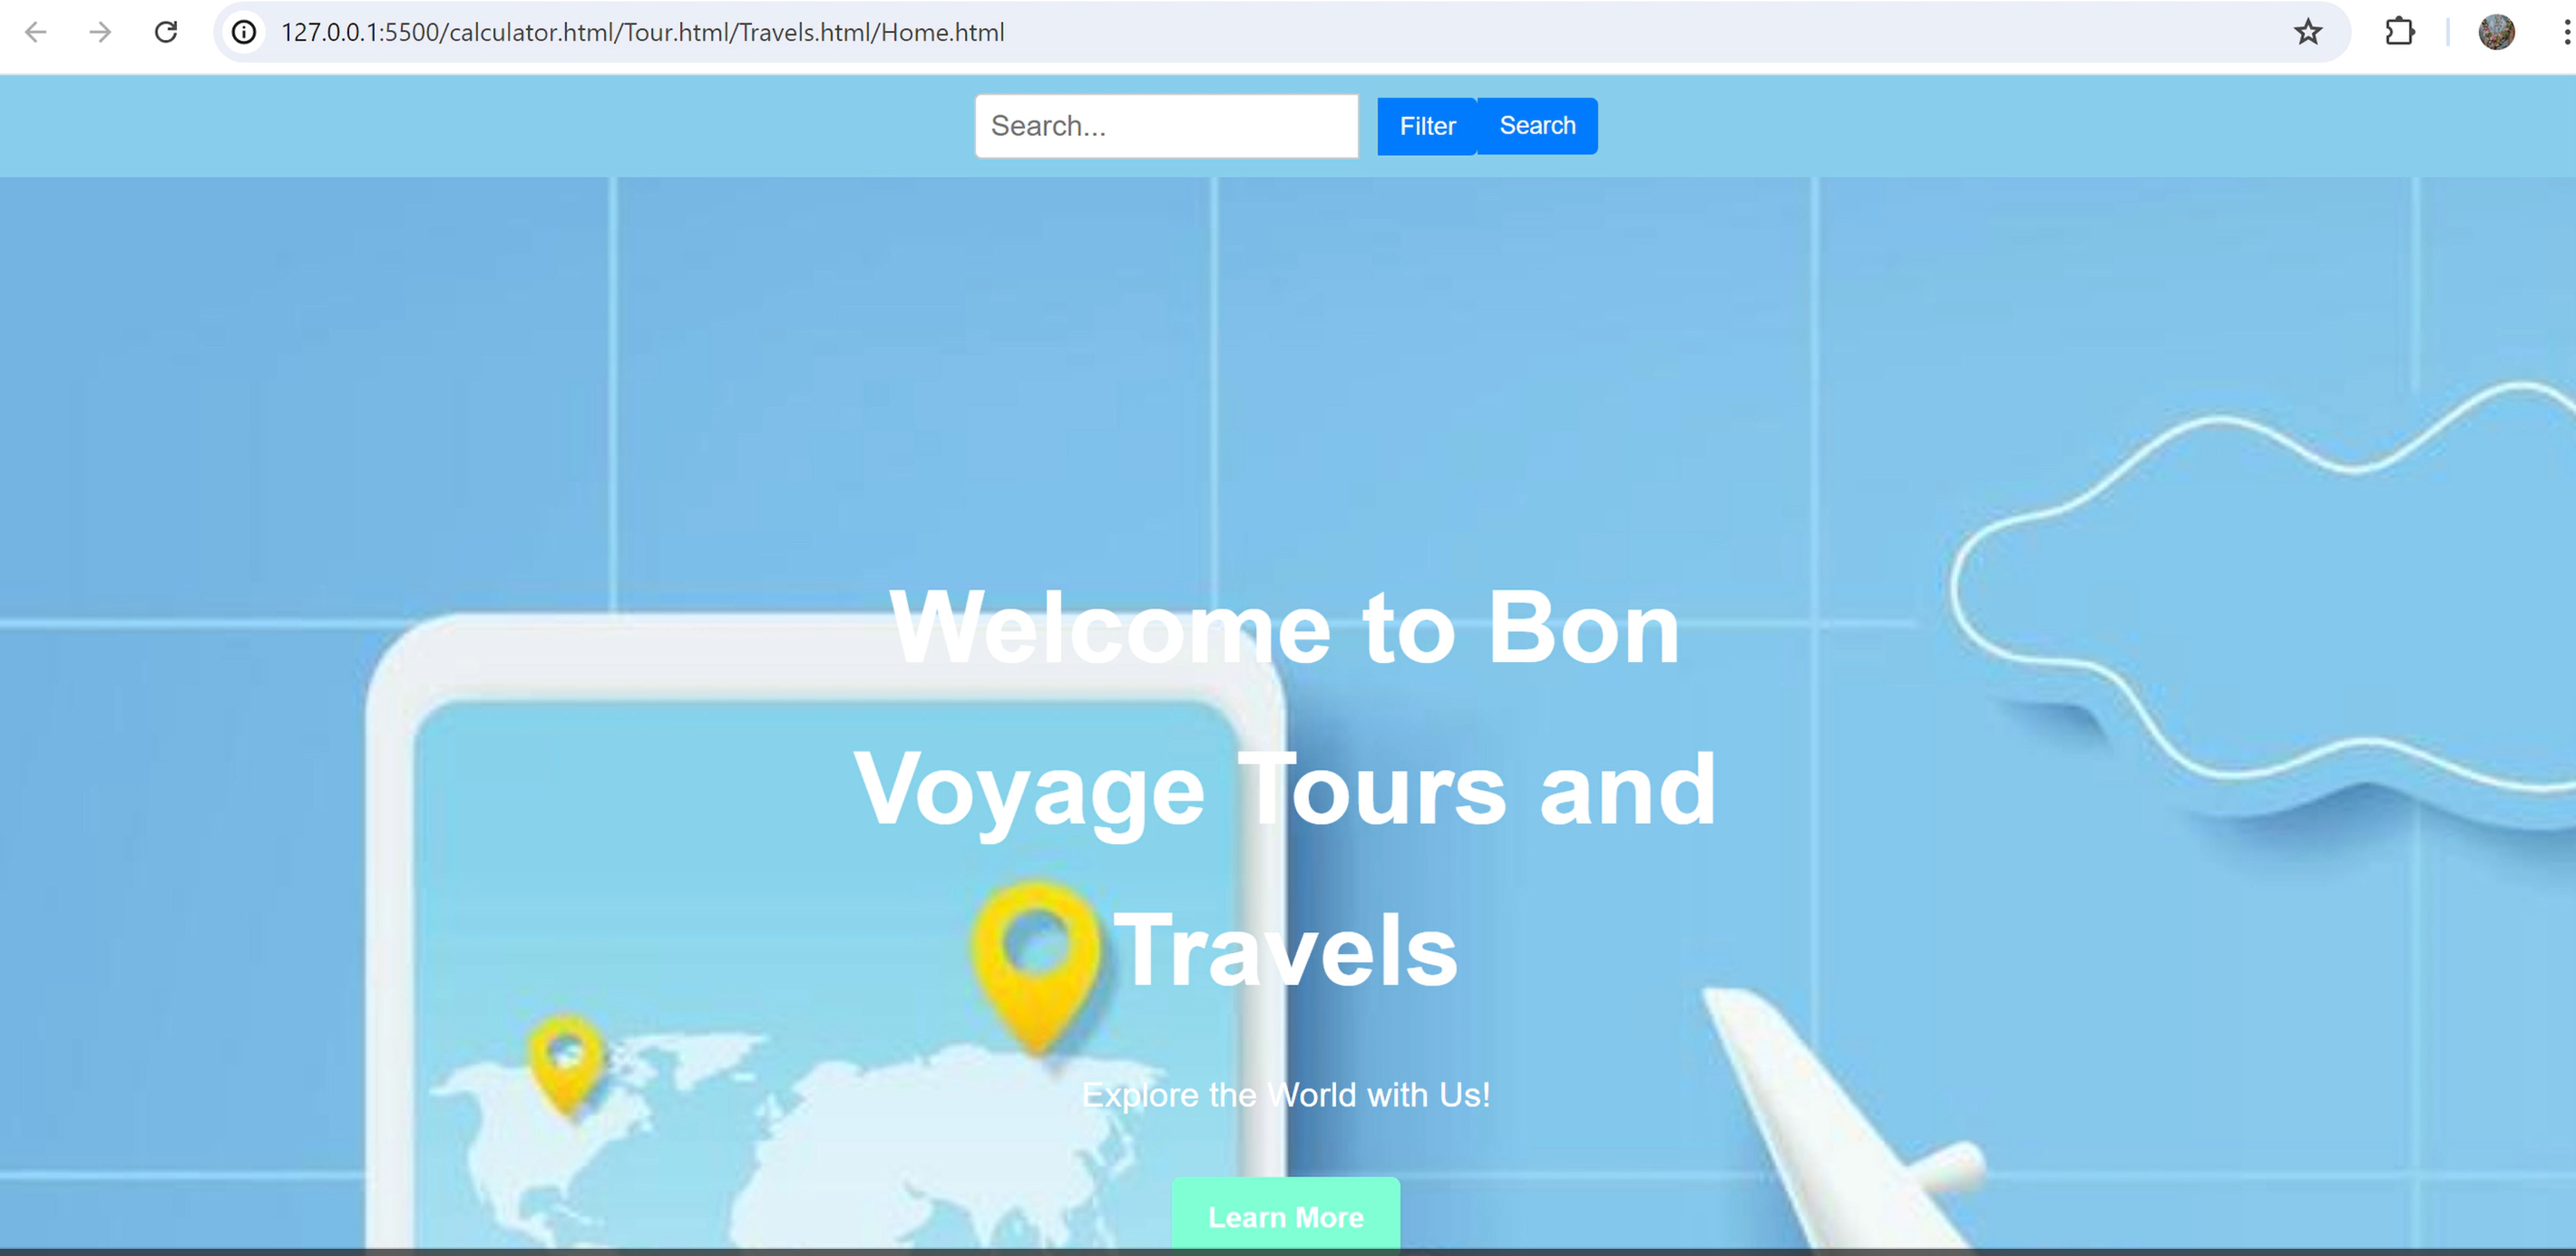 127.0.0.1:5500/calculator.html/Tour.html/Travels.html/Home.html
Search...
Filter
Search
Welcome to Bon
Voyage Tours and
Travels
Explore the World with Us!
Learn More